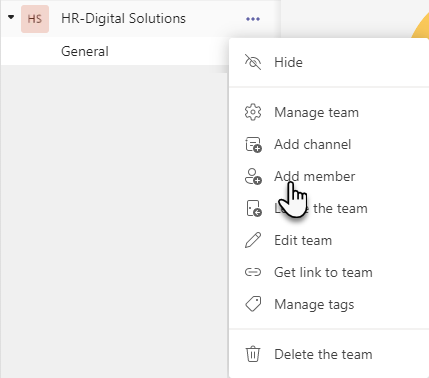 HS HR-Digital Solutions ...
General
Hide
Manage team
Add channel
Add member
the team
Edit team
Get link to team
Manage tags
Delete the team